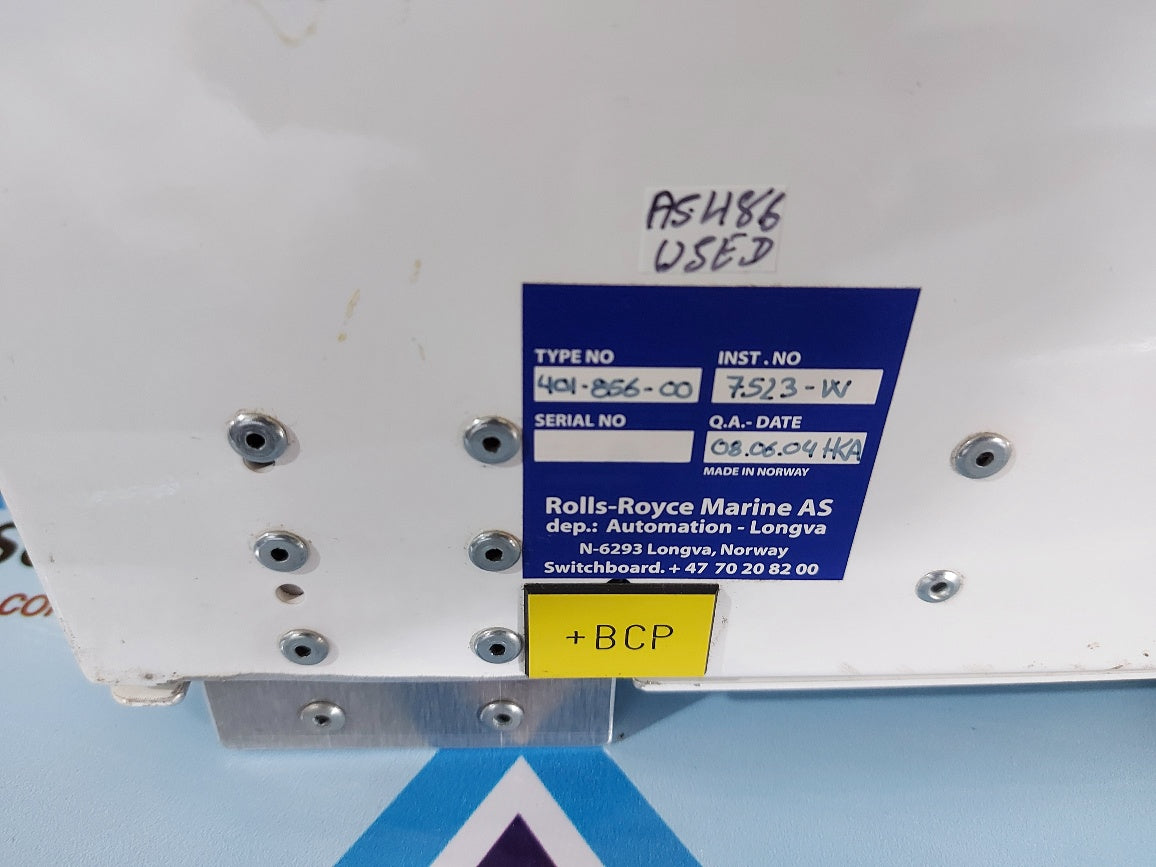 AS486
USED
TYPE NO
INST.NO
401-856-00
7523-W
SERIAL NO
Q.A.-DATE
08.06.04 HKA
MADE IN NORWAY
Rolls-Royce Marine AS
dep.: Automation - Longva
N-6293 Longva, Norway
Switchboard.+ 47 70 20 82 00
+BCP